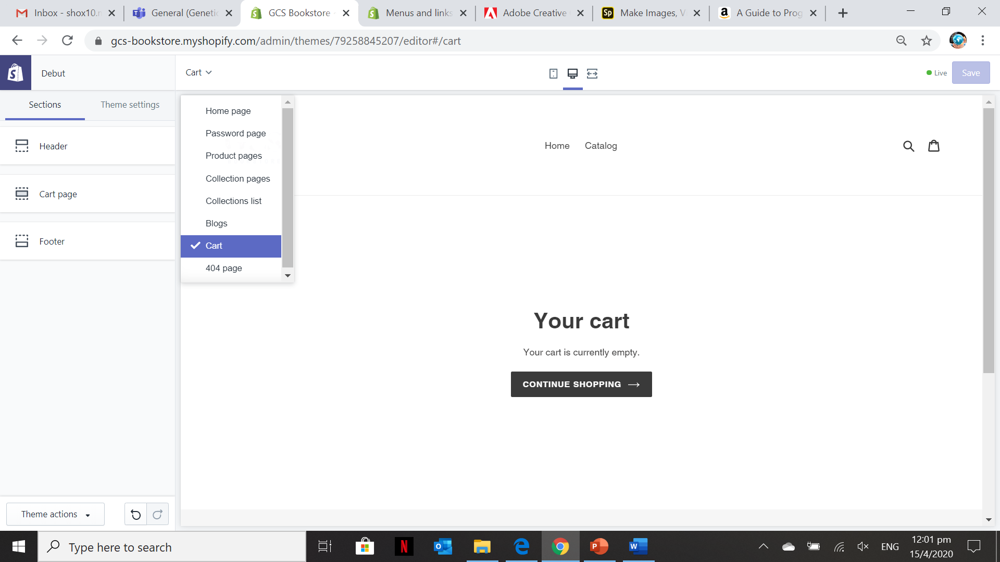 Inbox - shox10.
General (Genetic
GCS Bookstore
Menus and links
Adobe Creative
Make Images, V
A Guide to Prog
gcs-bookstore.myshopify.com/admin/themes/79258845207/editor#/cart
Debut
Cart
Live
Save
Sections
Theme settings
Header
Cart page
Footer
Home page
Password page
Product pages
Collection pages
Collections list
Blogs
Cart
404 page
Home
Catalog
Your cart
Your cart is currently empty.
CONTINUE SHOPPING
Theme actions
Type here to search
ENG
12:01 pm
15/4/2020